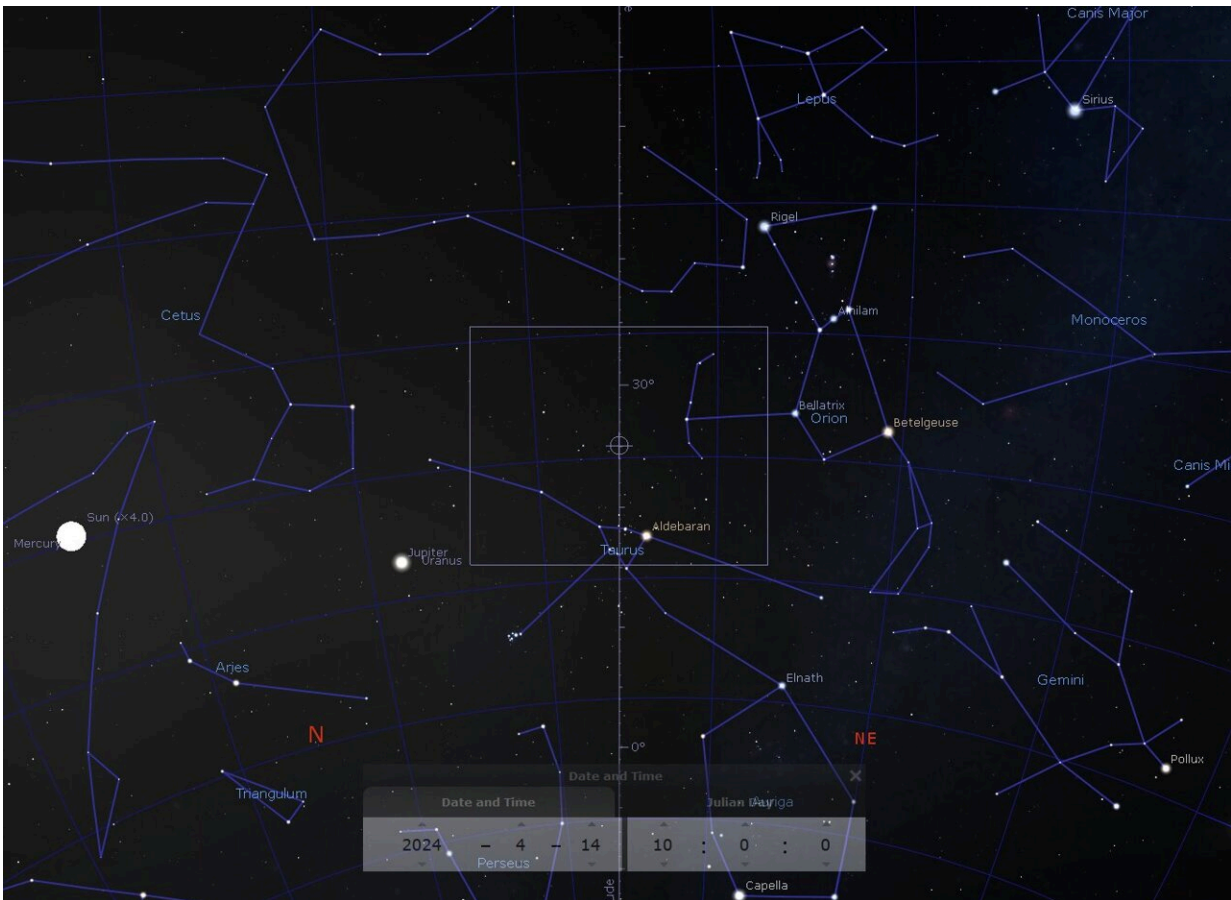 Canis Major
Lepus
Sirius
Rigel
Cetus
Alnilam
Monoceros
30°
Bellatrix
Orion
Betelgeuse
Canis Mi
Sun (×4.0)
Mercury
Aldebaran
Taurus
Jupiter
Uranus
Aries
Elnath
Gemini
N
NE
0°
Pollux
Date and Time
Triangulum
Date and Time
Julian Day
Auriga
2024 - 4 - 14 10 : 0 : 0
Perseus
Capella
ude